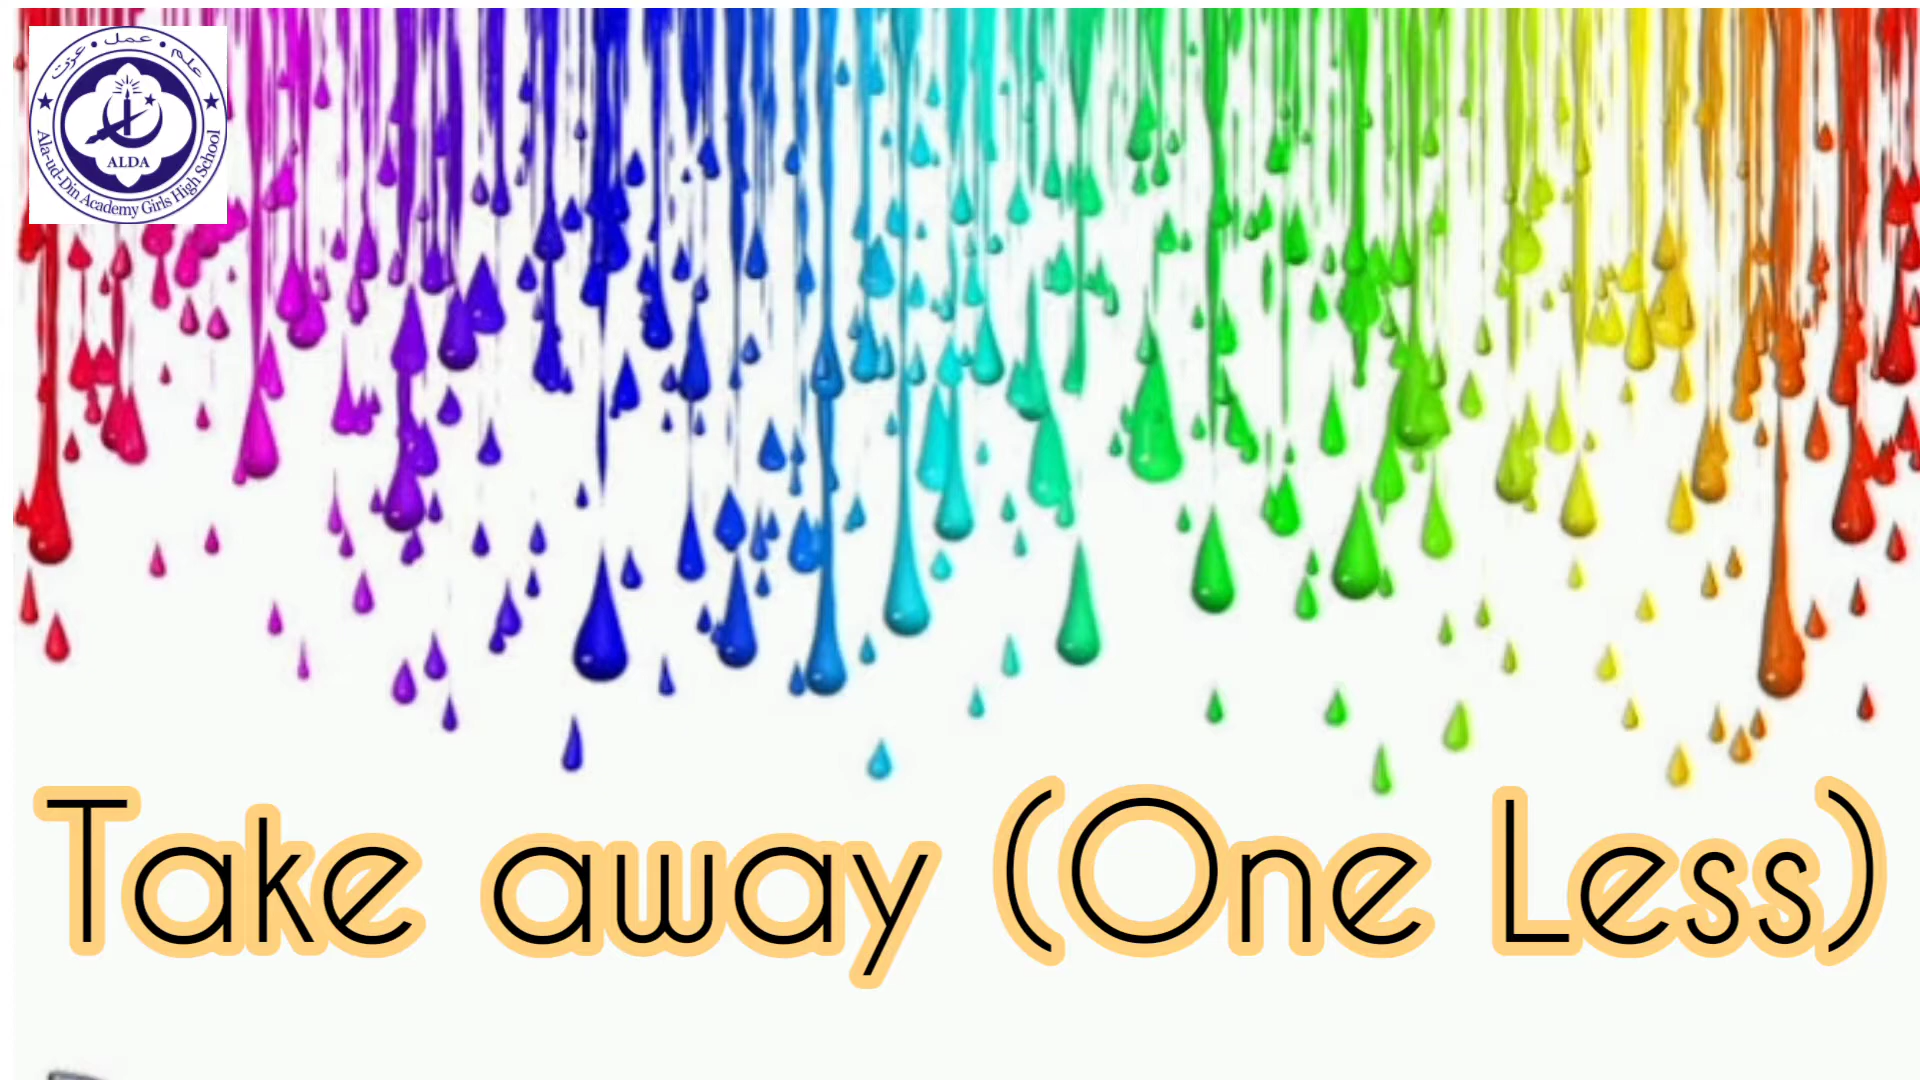 علم • عمل • عزت
ALDA
Ala-ud-Din Academy Girls High School
Take away (One Less)